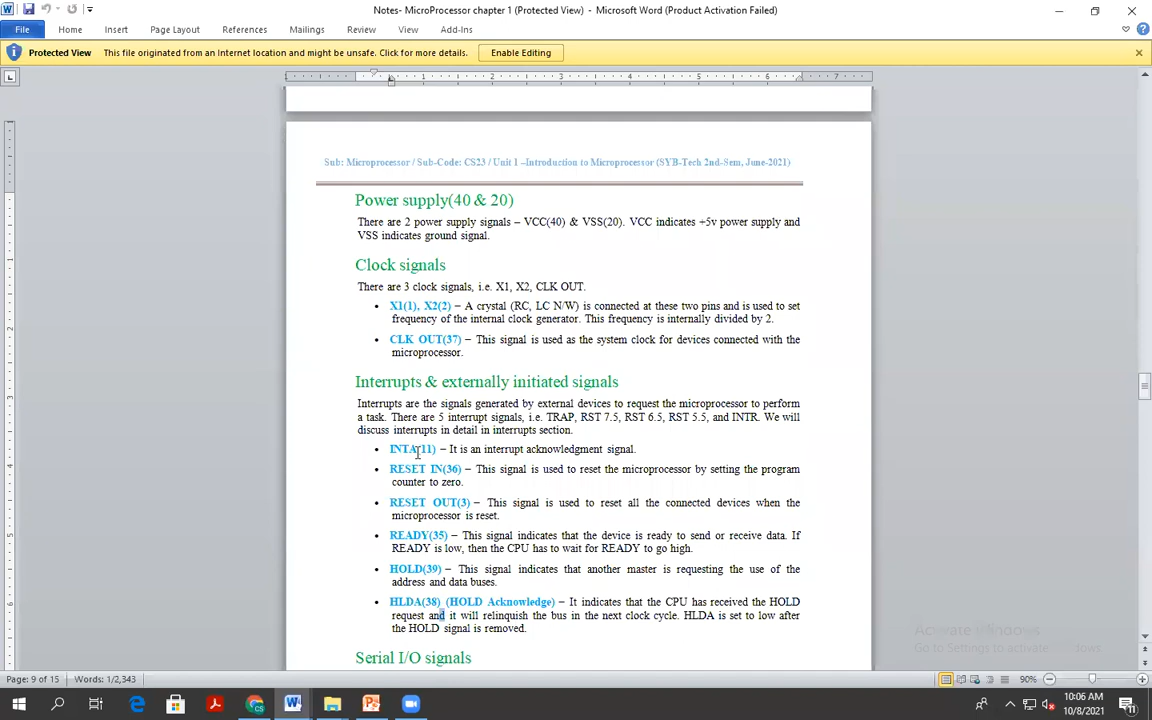 Notes- MicroProcessor chapter 1 (Protected View) - Microsoft Word (Product Activation Failed)
File Home Insert Page Layout References Mailings Review View Add-Ins
Protected View This file originated from an Internet location and might be unsafe. Click for more details. Enable Editing
1 1 2 3 4 5 6 7
Sub: Microprocessor / Sub-Code: CS23 / Unit 1 –Introduction to Microprocessor (SYB-Tech 2nd-Sem, June-2021)
Power supply(40 & 20)
There are 2 power supply signals – VCC(40) & VSS(20). VCC indicates +5v power supply and
VSS indicates ground signal.
Clock signals
There are 3 clock signals, i.e. X1, X2, CLK OUT.
• X1(1), X2(2) – A crystal (RC, LC N/W) is connected at these two pins and is used to set
frequency of the internal clock generator. This frequency is internally divided by 2.
• CLK OUT(37) – This signal is used as the system clock for devices connected with the
microprocessor.
Interrupts & externally initiated signals
Interrupts are the signals generated by external devices to request the microprocessor to perform
a task. There are 5 interrupt signals, i.e. TRAP, RST 7.5, RST 6.5, RST 5.5, and INTR. We will
discuss interrupts in detail in interrupts section.
• INTA(11) – It is an interrupt acknowledgment signal.
• RESET IN(36) – This signal is used to reset the microprocessor by setting the program
counter to zero.
• RESET OUT(3) – This signal is used to reset all the connected devices when the
microprocessor is reset.
• READY(35) – This signal indicates that the device is ready to send or receive data. If
READY is low, then the CPU has to wait for READY to go high.
• HOLD(39) – This signal indicates that another master is requesting the use of the
address and data buses.
• HLDA(38) (HOLD Acknowledge) – It indicates that the CPU has received the HOLD
request and it will relinquish the bus in the next clock cycle. HLDA is set to low after
the HOLD signal is removed.
Serial I/O signals
Activate Windows
Go to Settings to activate Windows.
Page: 9 of 15 Words: 1/2,343 90%
10:06 AM
10/8/2021